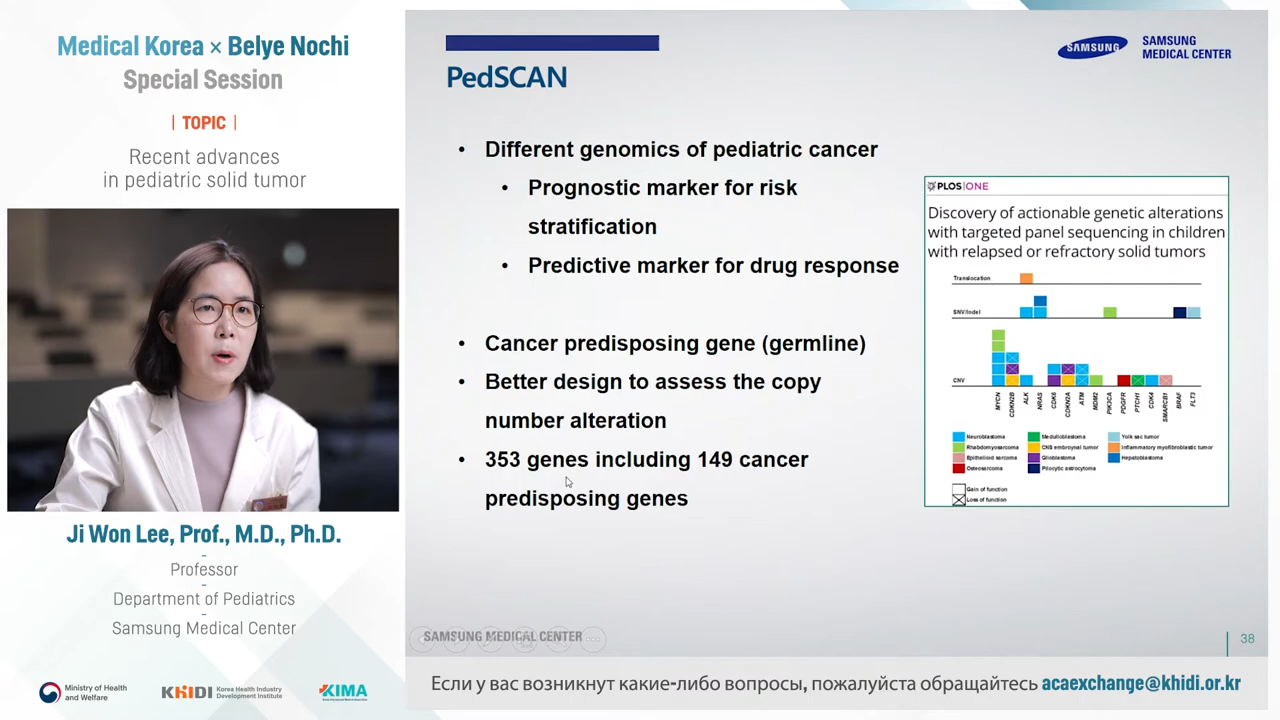 Medical Korea × Belye Nochi
Special Session
| TOPIC |
Recent advances
in pediatric solid tumor
Ji Won Lee, Prof., M.D., Ph.D.
-
Professor
-
Department of Pediatrics
-
Samsung Medical Center
Ministry of Health
and Welfare
KHIDI Korea Health Industry
Development Institute
KIMA
SAMSUNG
SAMSUNG
MEDICAL CENTER
PedSCAN
• Different genomics of pediatric cancer
• Prognostic marker for risk
stratification
• Predictive marker for drug response
• Cancer predisposing gene (germline)
• Better design to assess the copy
number alteration
• 353 genes including 149 cancer
predisposing genes
PLOS | ONE
Discovery of actionable genetic alterations
with targeted panel sequencing in children
with relapsed or refractory solid tumors
Translocation
SNV/Indel
CNV
MYCN
CDKN2B
ALK
NRAS
CDK6
CDKN2A
ATM
MDM2
PIK3CA
PDGFR
PTCH1
CDK4
SMARCB1
BRAF
FLT3
Neuroblastoma
Rhabdomyosarcoma
Epithelioid sarcoma
Osteosarcoma
Medulloblastoma
CNS embryonal tumor
Glioblastoma
Pilocytic astrocytoma
Yolk sac tumor
Inflammatory myofibroblastic tumor
Hepatoblastoma
Gain of function
Loss of function
SAMSUNG MEDICAL CENTER
38
Если у вас возникнут какие-либо вопросы, пожалуйста обращайтесь acaexchange@khidi.or.kr